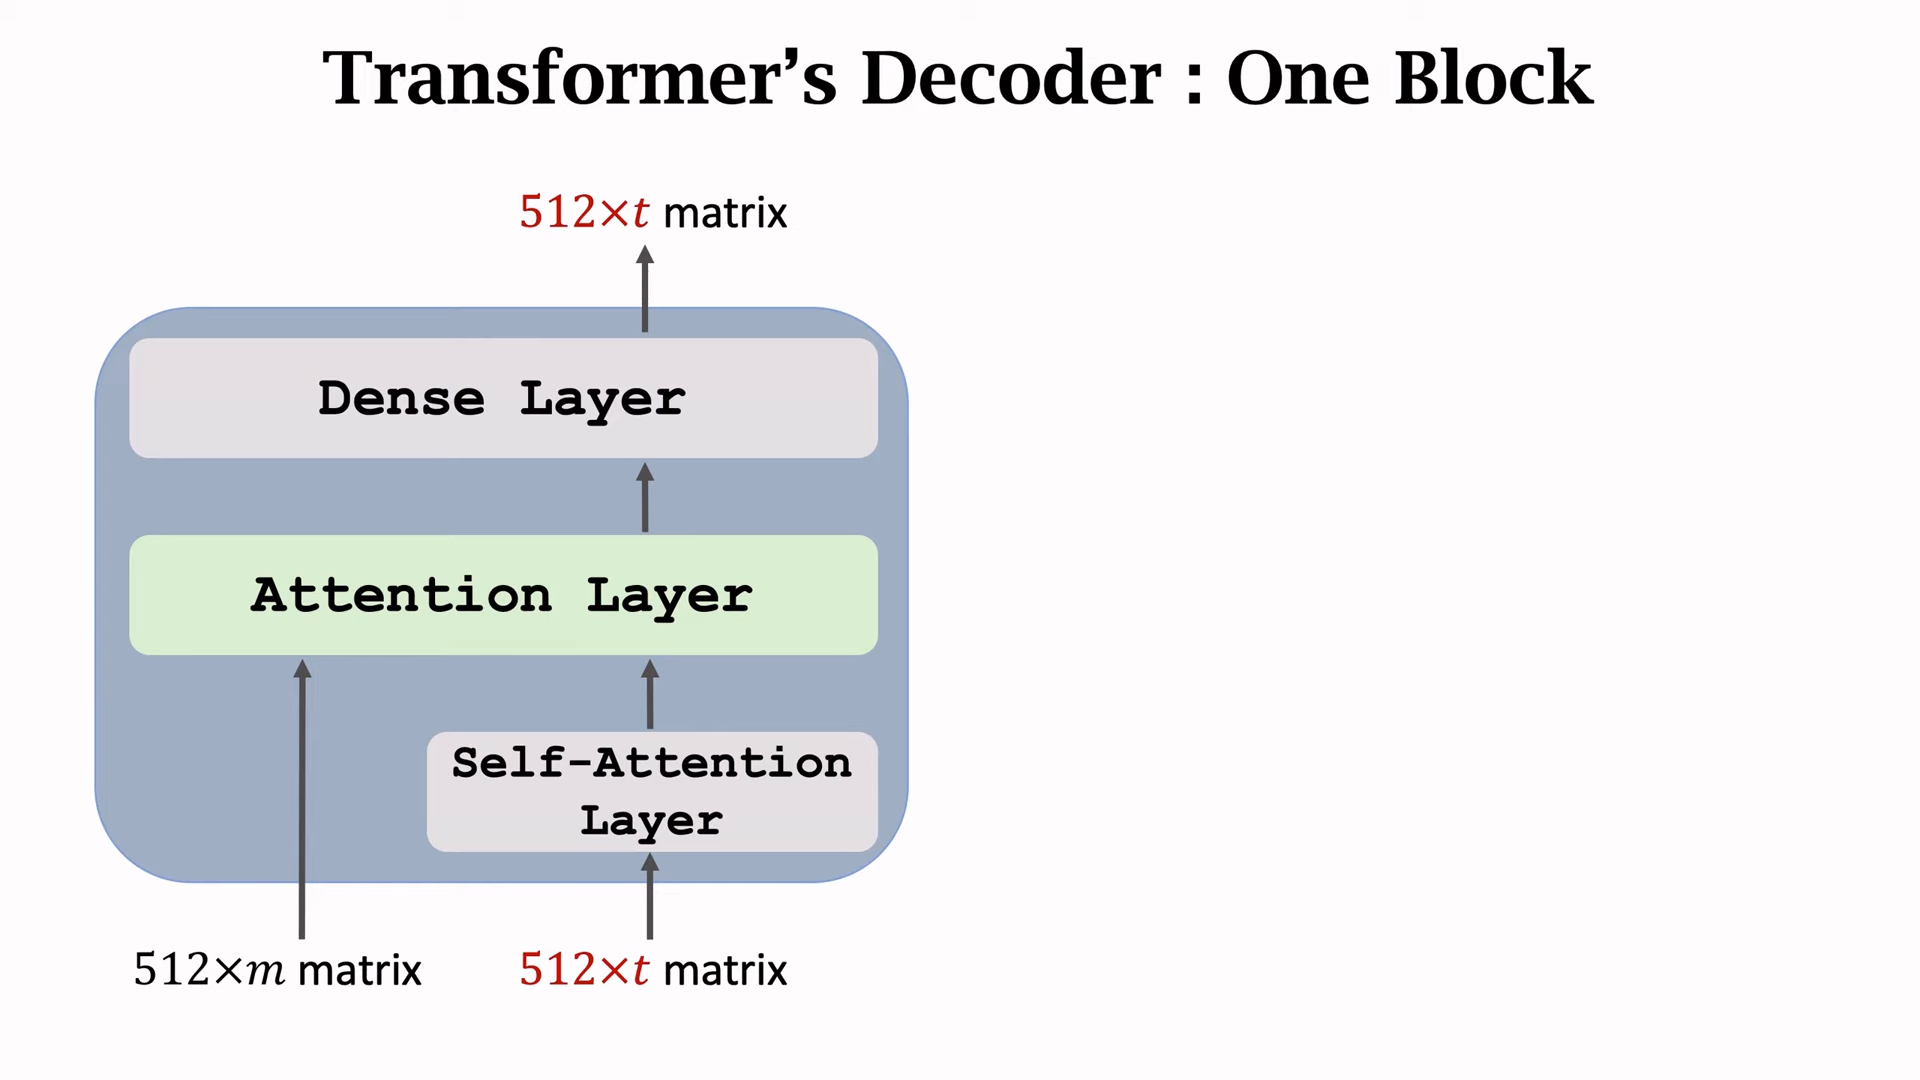 Transformer’s Decoder : One Block
512×t matrix
Dense Layer
Attention Layer
Self-Attention
Layer
512×m matrix
512×t matrix